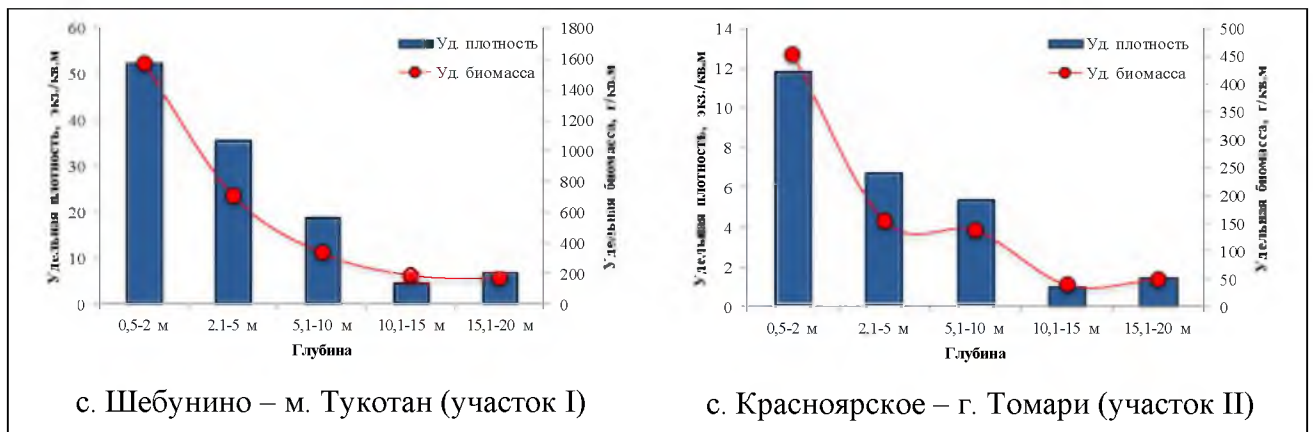 Удельная плотность, экз./кв.м
60
50
40
30
20
10
0
Уд. плотность
Уд. биомасса
1800
1600
1400
1200
1000
800
600
400
200
0
Удельная биомасса, г/кв.м
0,5-2 м 2,1-5 м 5,1-10 м 10,1-15 м 15,1-20 м
Глубина
с. Шебунино – м. Тукотан (участок I)
Удельная плотность, экз./кв.м
14
12
10
8
6
4
2
0
Уд. плотность
Уд. биомасса
500
450
400
350
300
250
200
150
100
50
0
Удельная биомасса, г/кв.м
0,5-2 м 2,1-5 м 5,1-10 м 10,1-15 м 15,1-20 м
Глубина
с. Красноярское – г. Томари (участок II)